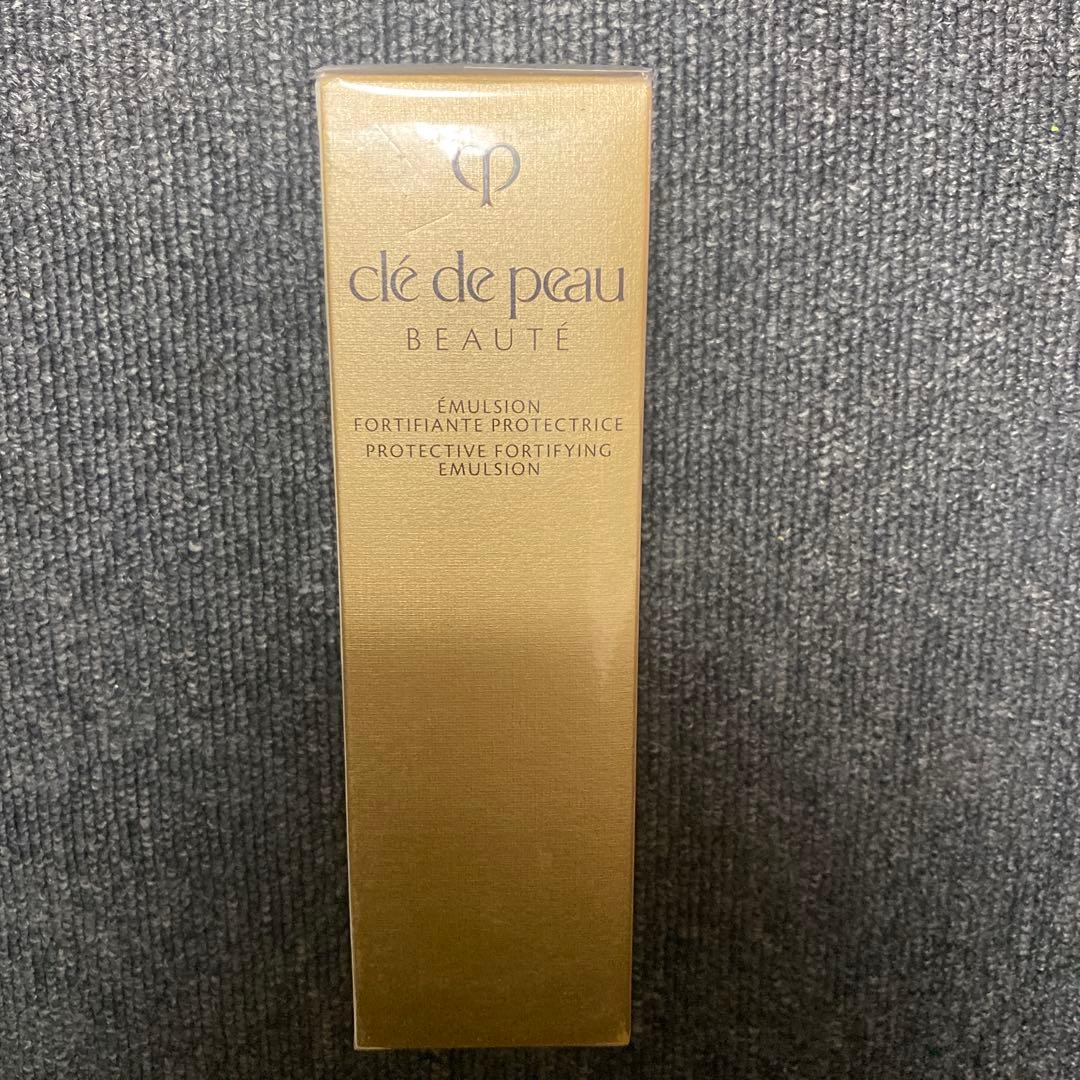 clé de peau
BEAUTÉ
ÉMULSION
FORTIFIANTE PROTECTRICE
PROTECTIVE FORTIFYING
EMULSION